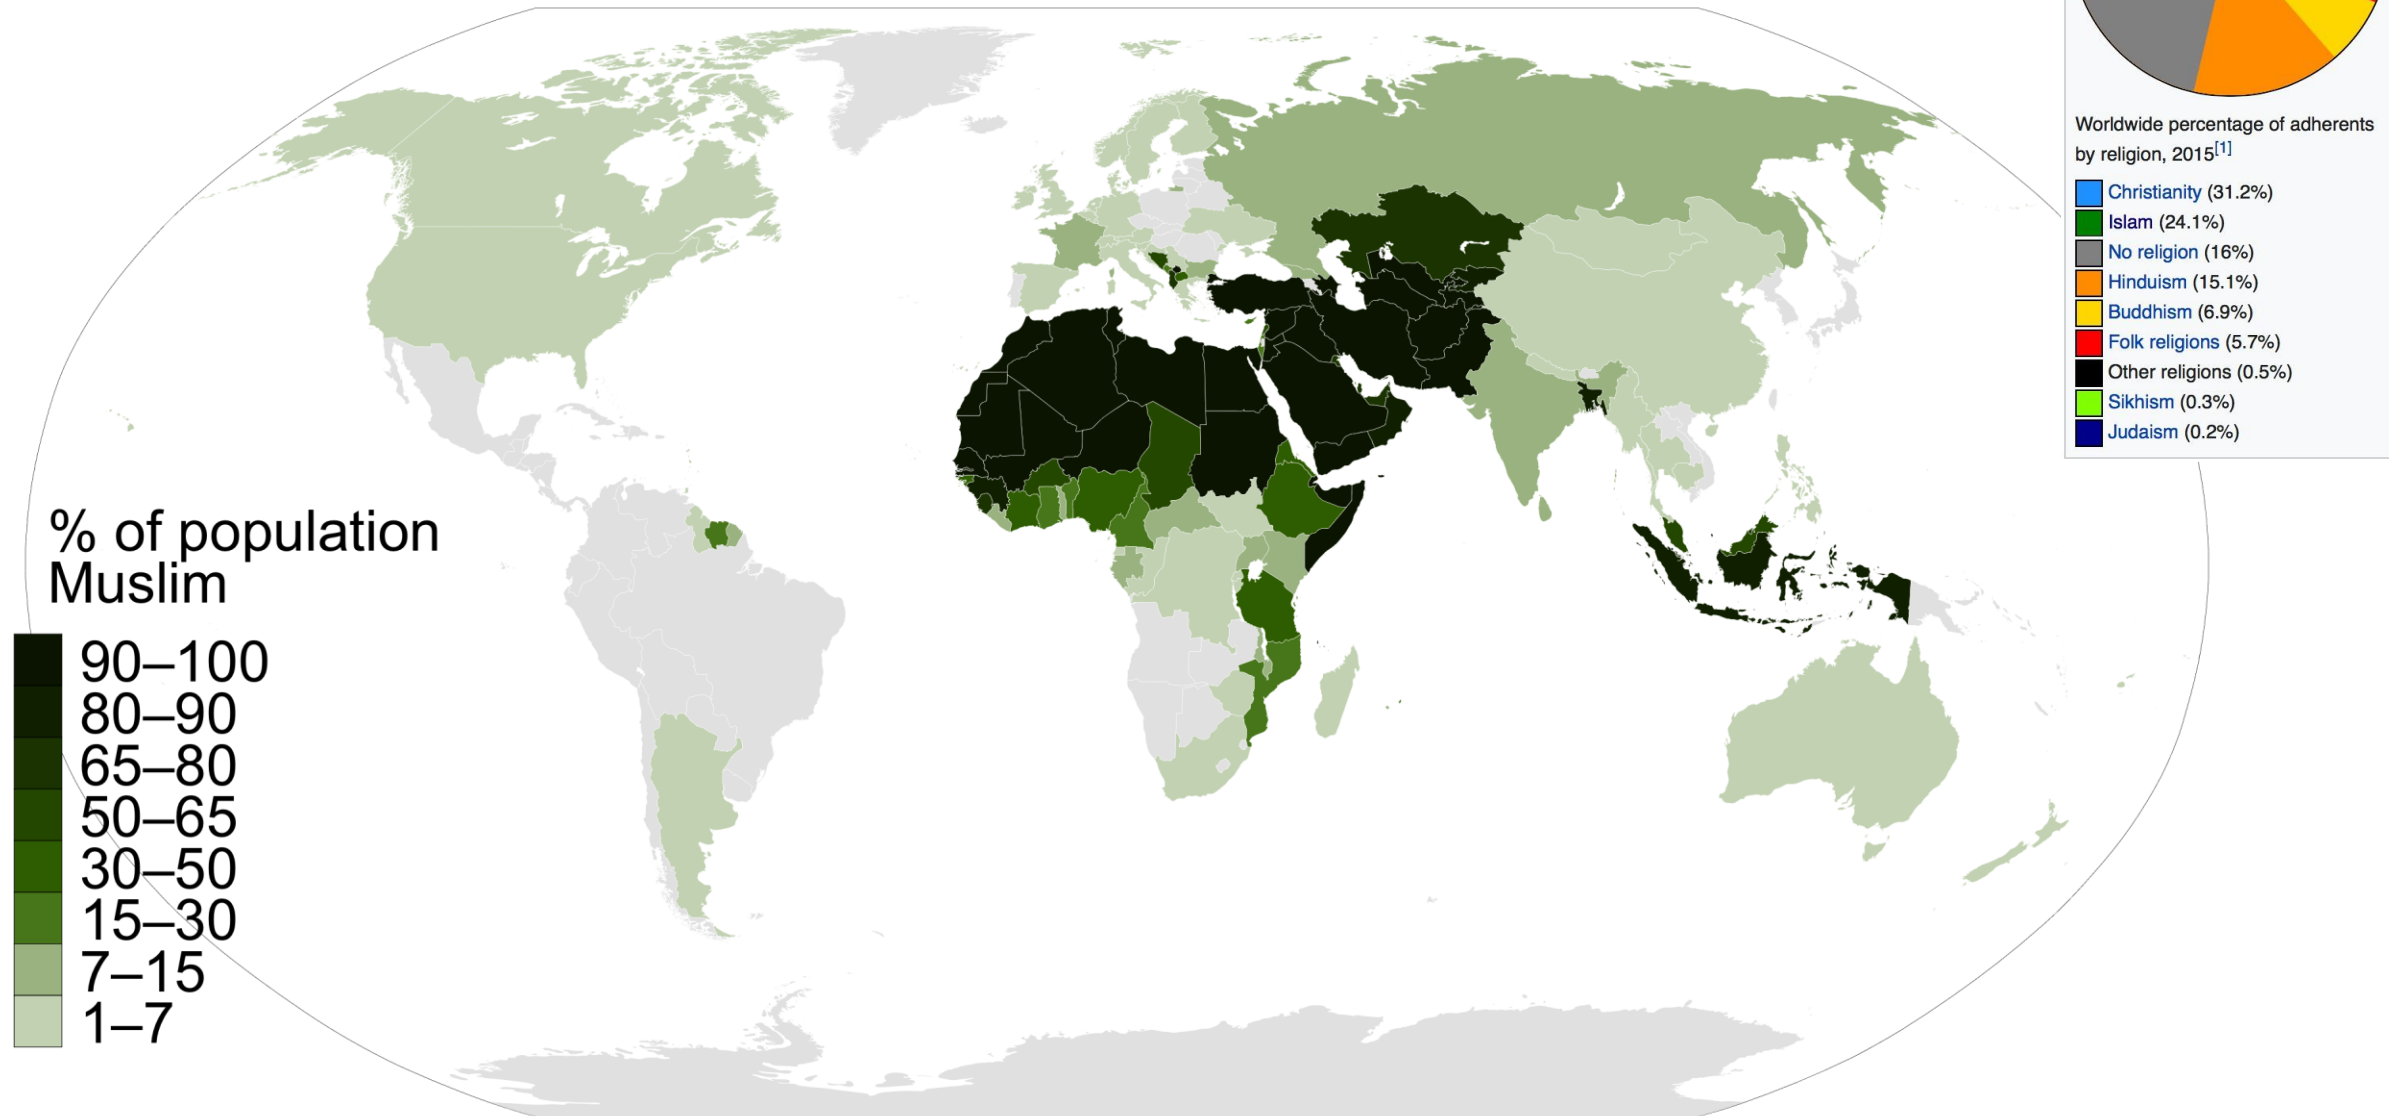 % of population
Muslim
90–100
80–90
65–80
50–65
30–50
15–30
7–15
1–7
Worldwide percentage of adherents
by religion, 2015[1]
Christianity (31.2%)
Islam (24.1%)
No religion (16%)
Hinduism (15.1%)
Buddhism (6.9%)
Folk religions (5.7%)
Other religions (0.5%)
Sikhism (0.3%)
Judaism (0.2%)